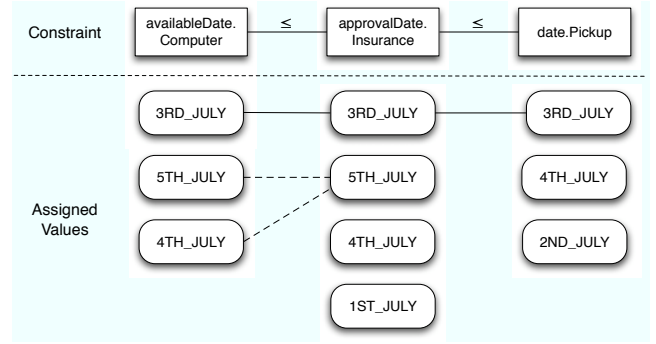 Constraint
availableDate.
Computer
≤
approvalDate.
Insurance
≤
date.Pickup
Assigned
Values
3RD_JULY
3RD_JULY
3RD_JULY
5TH_JULY
5TH_JULY
4TH_JULY
4TH_JULY
4TH_JULY
2ND_JULY
1ST_JULY